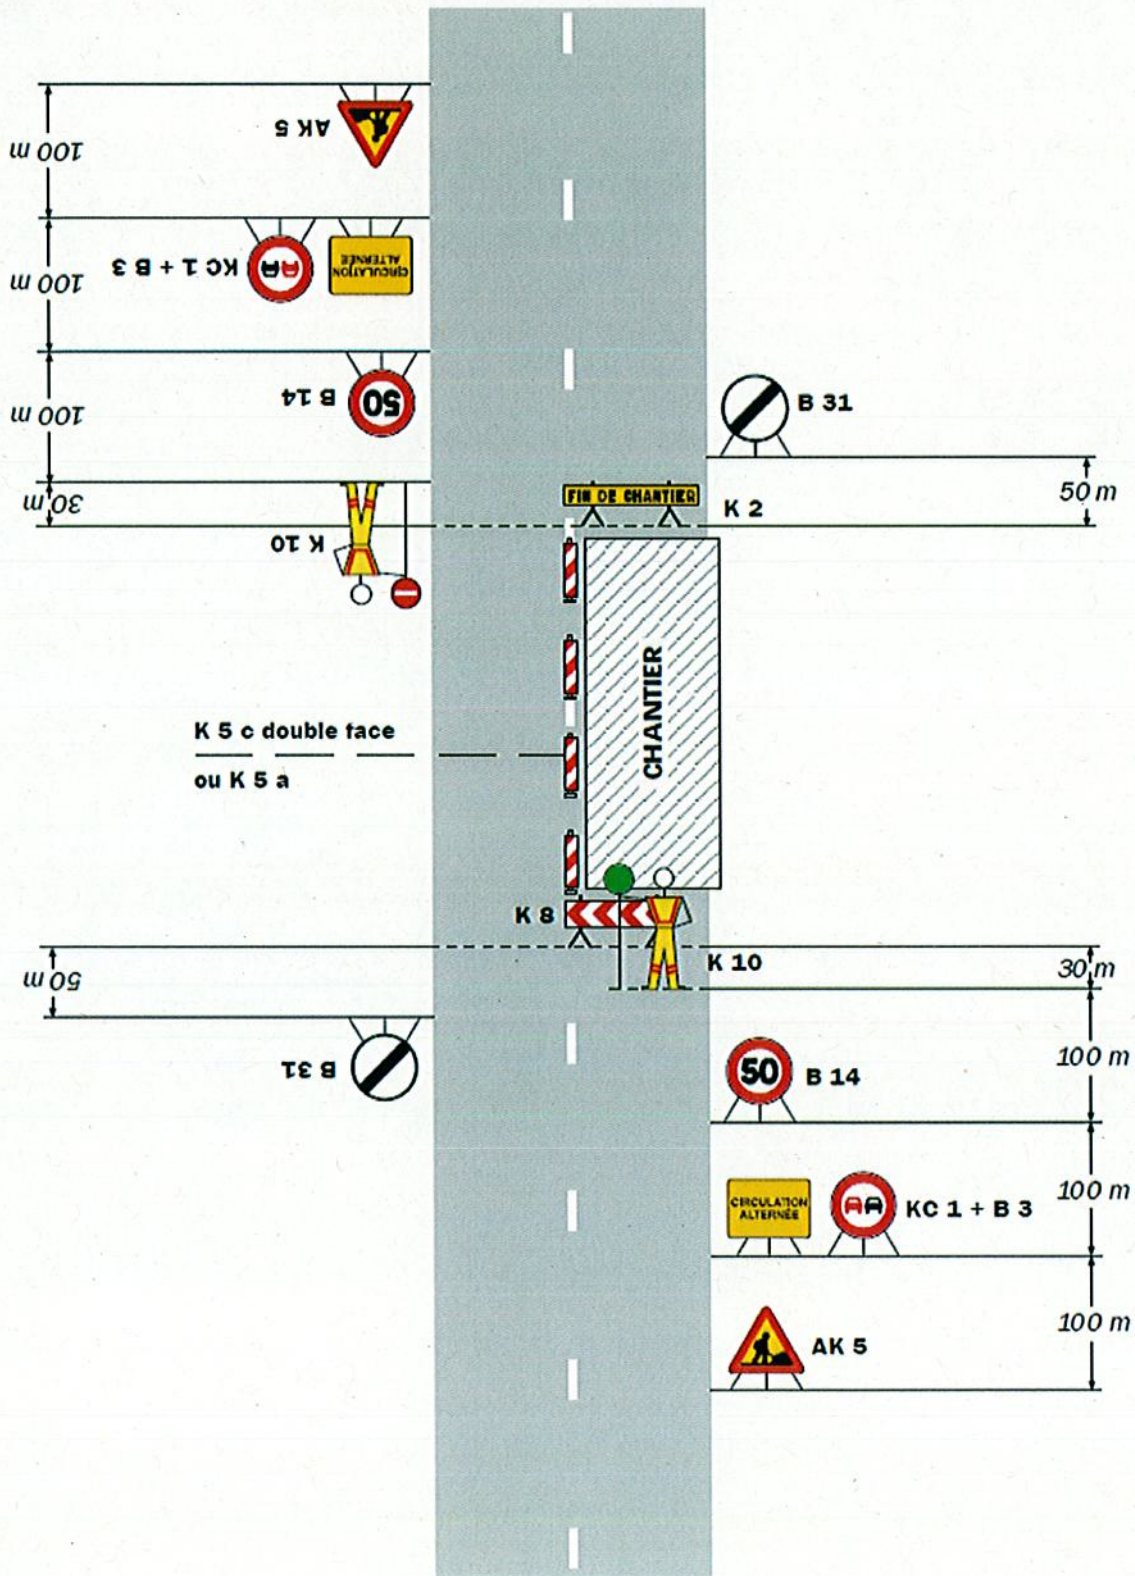 100 m
AK 5
100 m
KC 1 + B 3
CIRCULATION
ALTERNÉE
100 m
B 14
50
B 31
30 m
K 10
FIN DE CHANTIER
K 2
50 m
K 5 c double face
ou K 5 a
CHANTIER
K 8
K 10
30 m
50 m
B 31
50
B 14
100 m
CIRCULATION
ALTERNÉE
KC 1 + B 3
100 m
AK 5
100 m